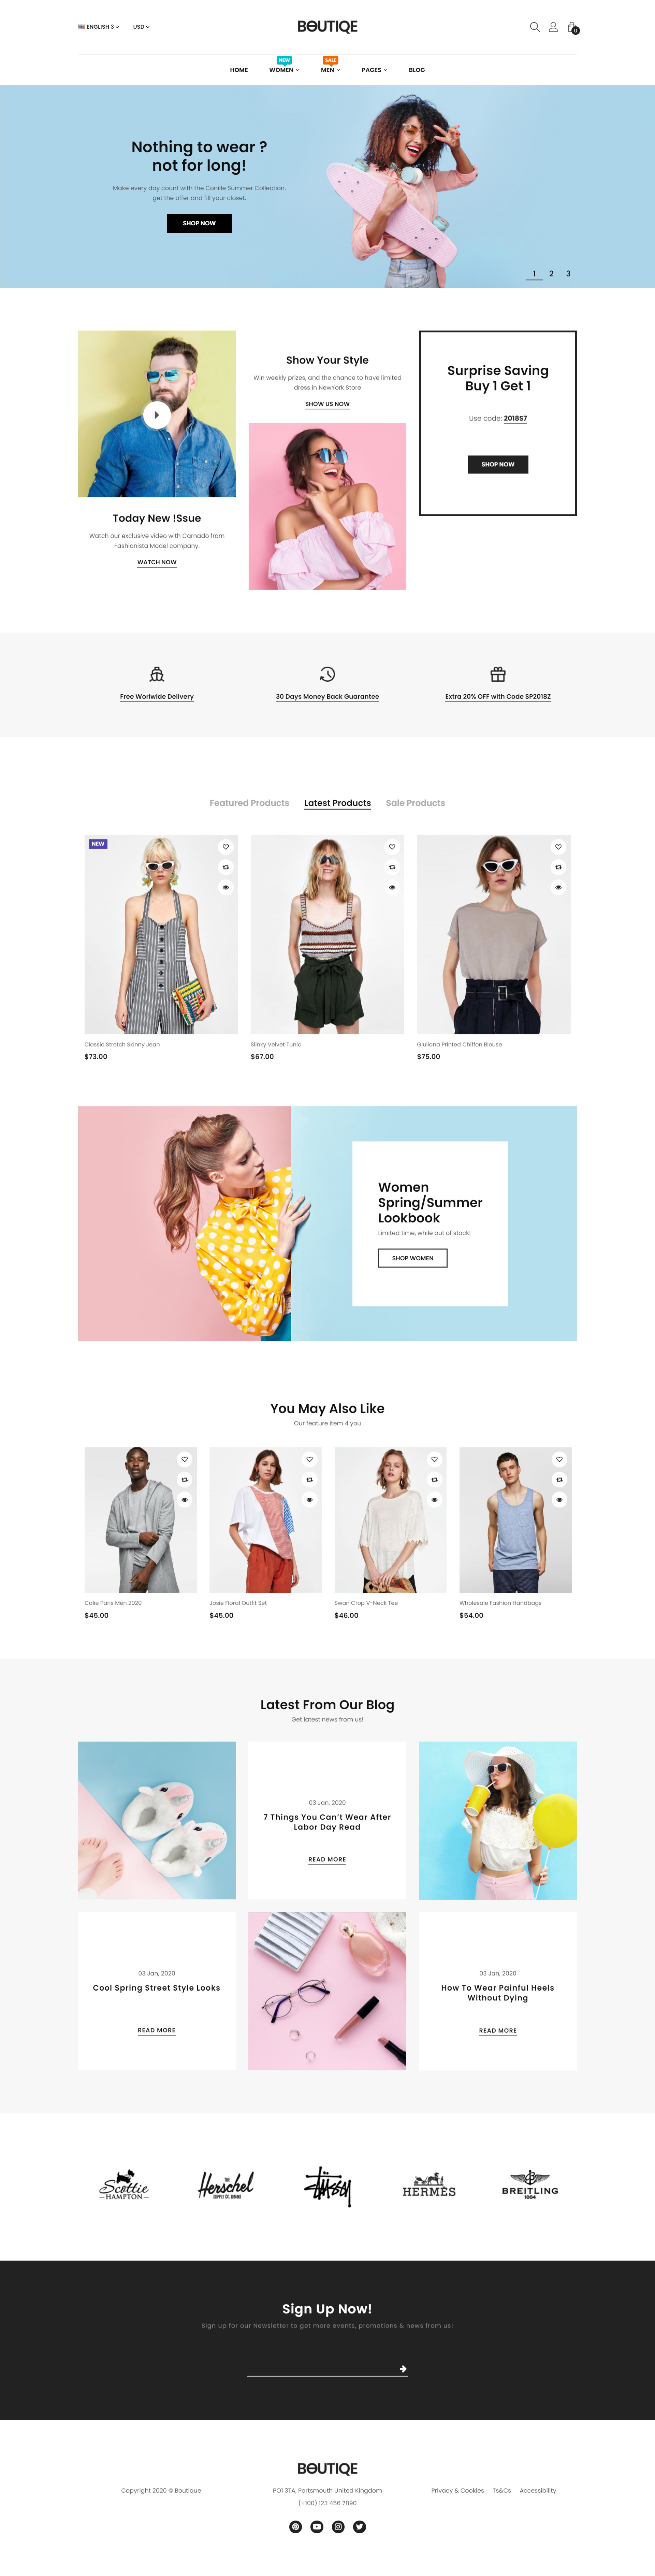 ENGLISH 3
USD
BOUTIQE
0
NEW
SALE
HOME
WOMEN
MEN
PAGES
BLOG
Nothing to wear ?
not for long!
Make every day count with the Conille Summer Collection.
get the offer and fill your closet.
SHOP NOW
1 2 3
Today New !Ssue
Watch our exclusive video with Camado from
Fashionista Model company.
WATCH NOW
Show Your Style
Win weekly prizes, and the chance to have limited
dress in NewYork Store
SHOW US NOW
Surprise Saving
Buy 1 Get 1
Use code: 2018S7
SHOP NOW
Free Worlwide Delivery
30 Days Money Back Guarantee
Extra 20% OFF with Code SP2018Z
Featured Products
Latest Products
Sale Products
NEW
Classic Stretch Skinny Jean
$73.00
Slinky Velvet Tunic
$67.00
Giuliana Printed Chiffon Blouse
$75.00
Women
Spring/Summer
Lookbook
Limited time, while out of stock!
SHOP WOMEN
You May Also Like
Our feature item 4 you
Calie Paris Men 2020
$45.00
Josie Floral Outfit Set
$45.00
Swan Crop V-Neck Tee
$46.00
Wholesale Fashion Handbags
$54.00
Latest From Our Blog
Get latest news from us!
03 Jan, 2020
7 Things You Can't Wear After
Labor Day Read
READ MORE
03 Jan, 2020
Cool Spring Street Style Looks
READ MORE
03 Jan, 2020
How To Wear Painful Heels
Without Dying
READ MORE
Scottie
HAMPTON
THE
Herschel
SUPPLY CO. BRAND
Stüssy
HERMÈS
B
BREITLING
1884
Sign Up Now!
Sign up for our Newsletter to get more events, promotions & news from us!
BOUTIQE
Copyright 2020 © Boutique
PO1 3TA, Portsmouth United Kingdom
(+100) 123 456 7890
Privacy & Cookies
Ts&Cs
Accessibility